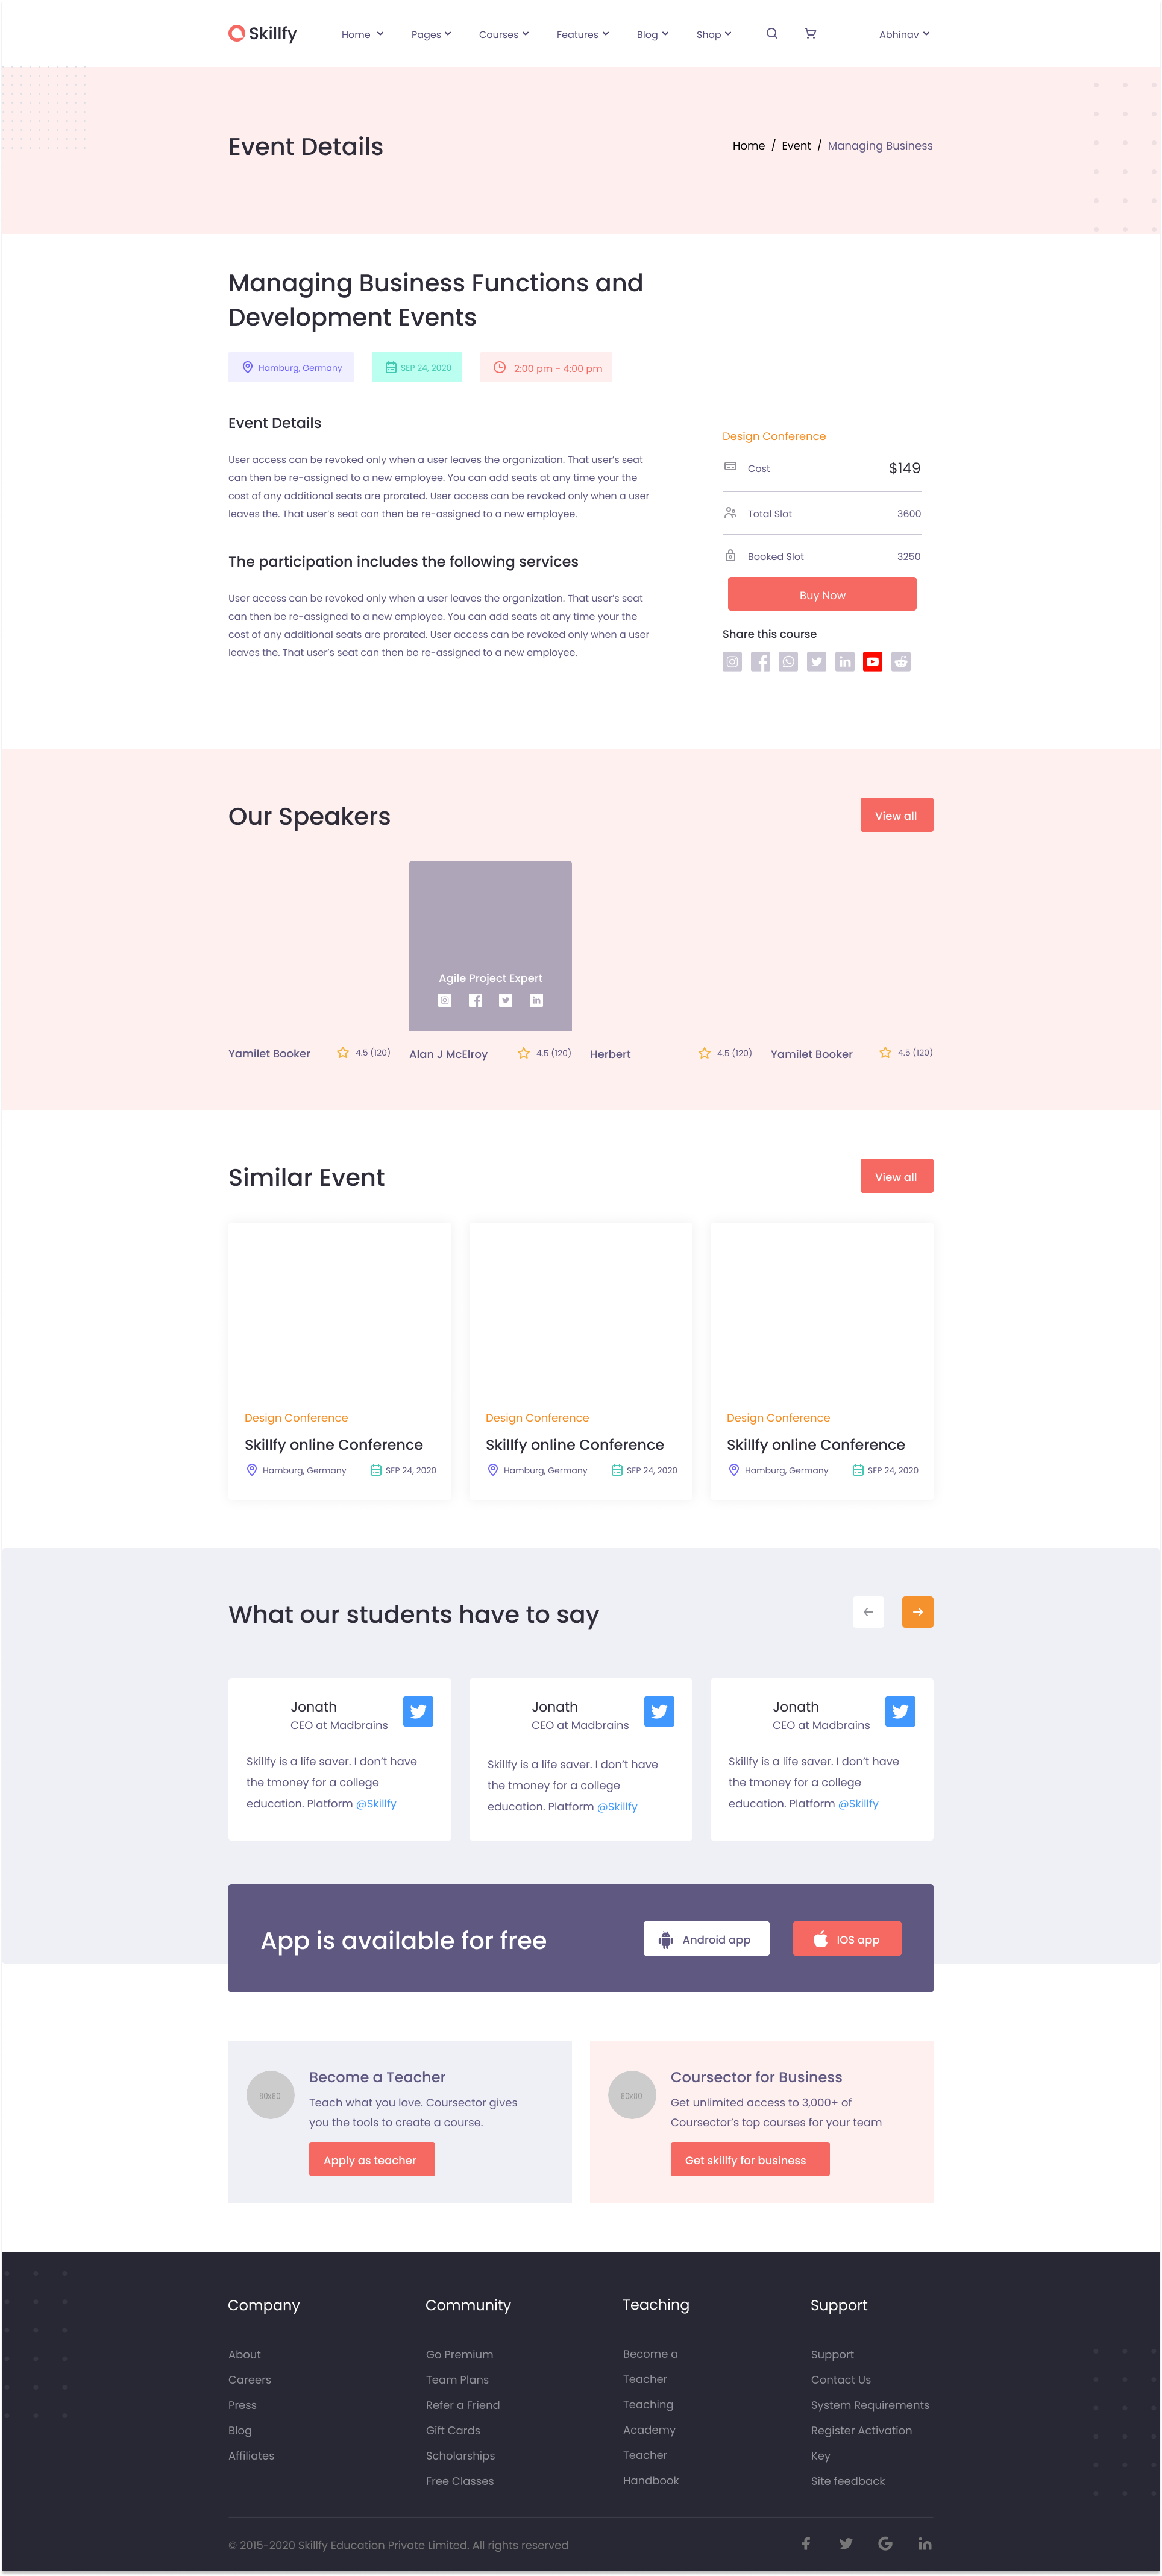 Skillfy
Home
Pages
Courses
Features
Blog
Shop
Abhinav
Event Details
Home / Event / Managing Business
Managing Business Functions and
Development Events
Hamburg, Germany
SEP 24, 2020
2:00 pm - 4:00 pm
Event Details
User access can be revoked only when a user leaves the organization. That user's seat
can then be re-assigned to a new employee. You can add seats at any time your the
cost of any additional seats are prorated. User access can be revoked only when a user
leaves the. That user's seat can then be re-assigned to a new employee.
The participation includes the following services
User access can be revoked only when a user leaves the organization. That user's seat
can then be re-assigned to a new employee. You can add seats at any time your the
cost of any additional seats are prorated. User access can be revoked only when a user
leaves the. That user's seat can then be re-assigned to a new employee.
Design Conference
Cost $149
Total Slot 3600
Booked Slot 3250
Buy Now
Share this course
Our Speakers
View all
Agile Project Expert
Yamilet Booker 4.5 (120)
Alan J McElroy 4.5 (120)
Herbert 4.5 (120)
Yamilet Booker 4.5 (120)
Similar Event
View all
Design Conference
Skillfy online Conference
Hamburg, Germany SEP 24, 2020
Design Conference
Skillfy online Conference
Hamburg, Germany SEP 24, 2020
Design Conference
Skillfy online Conference
Hamburg, Germany SEP 24, 2020
What our students have to say
Jonath
CEO at Madbrains
Skillfy is a life saver. I don't have
the tmoney for a college
education. Platform @Skillfy
Jonath
CEO at Madbrains
Skillfy is a life saver. I don't have
the tmoney for a college
education. Platform @Skillfy
Jonath
CEO at Madbrains
Skillfy is a life saver. I don't have
the tmoney for a college
education. Platform @Skillfy
App is available for free
Android app
IOS app
80x80
Become a Teacher
Teach what you love. Coursector gives
you the tools to create a course.
Apply as teacher
80x80
Coursector for Business
Get unlimited access to 3,000+ of
Coursector's top courses for your team
Get skillfy for business
Company
About
Careers
Press
Blog
Affiliates
Community
Go Premium
Team Plans
Refer a Friend
Gift Cards
Scholarships
Free Classes
Teaching
Become a
Teacher
Teaching
Academy
Teacher
Handbook
Support
Support
Contact Us
System Requirements
Register Activation
Key
Site feedback
© 2015-2020 Skillfy Education Private Limited. All rights reserved